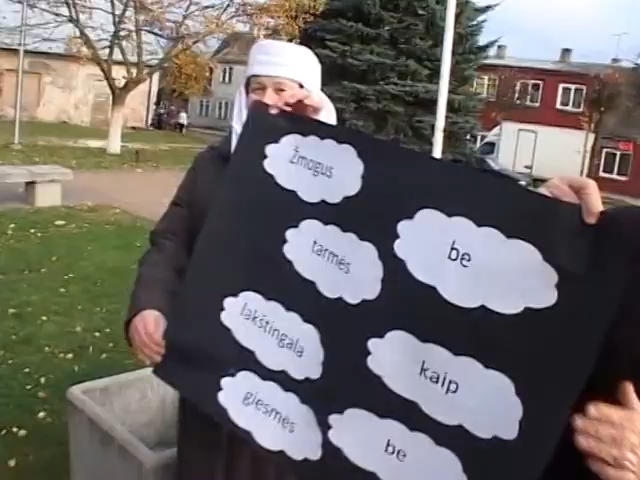 Žmogus
be
tarmės
kaip
lakštingala
be
giesmės